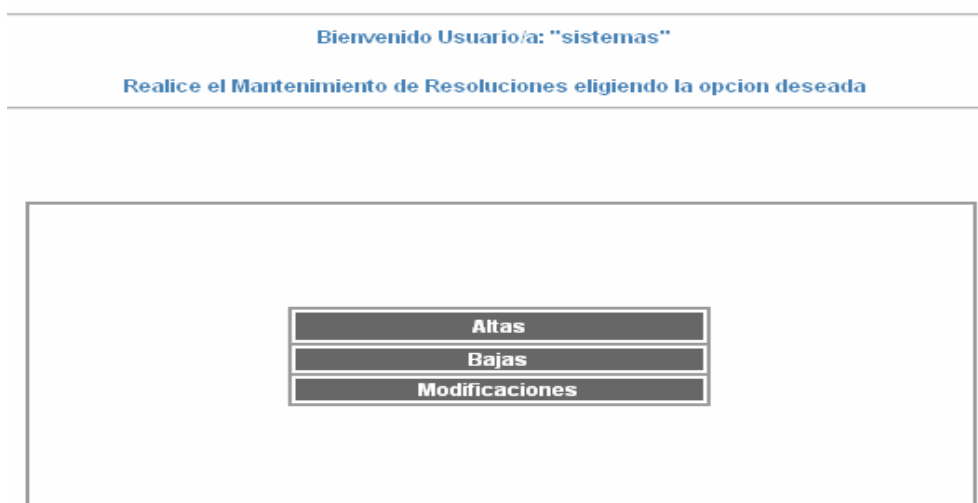 Bienvenido Usuario/a: "sistemas"
Realice el Mantenimiento de Resoluciones eligiendo la opcion deseada
Altas
Bajas
Modificaciones